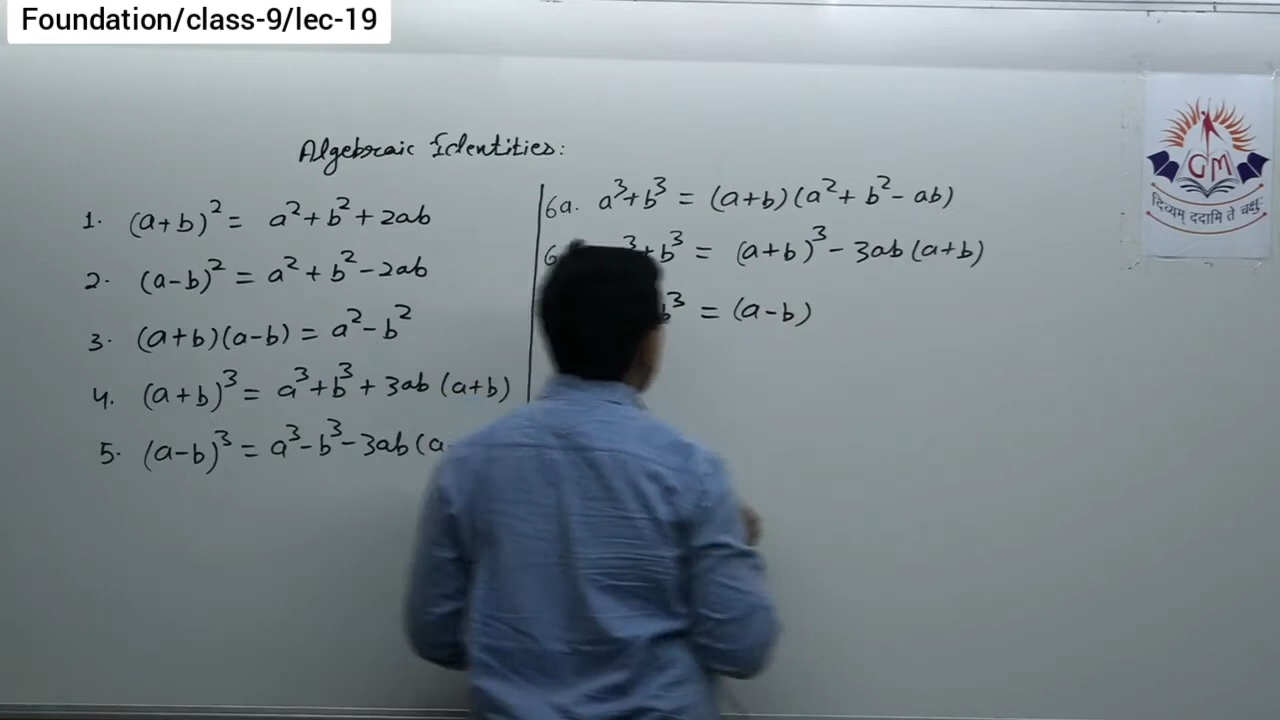 Foundation/class-9/lec-19
Algebraic Identities:
1. (a+b)² = a²+b²+2ab
2. (a-b)² = a²+b²-2ab
3. (a+b)(a-b) = a²-b²
4. (a+b)³ = a³+b³+3ab(a+b)
5. (a-b)³ = a³-b³-3ab(a
6a. a³+b³ = (a+b)(a²+b²-ab)
6 ³+b³ = (a+b)³-3ab(a+b)
b³ = (a-b)
GM
दिव्यम् ददामि ते चक्षुः